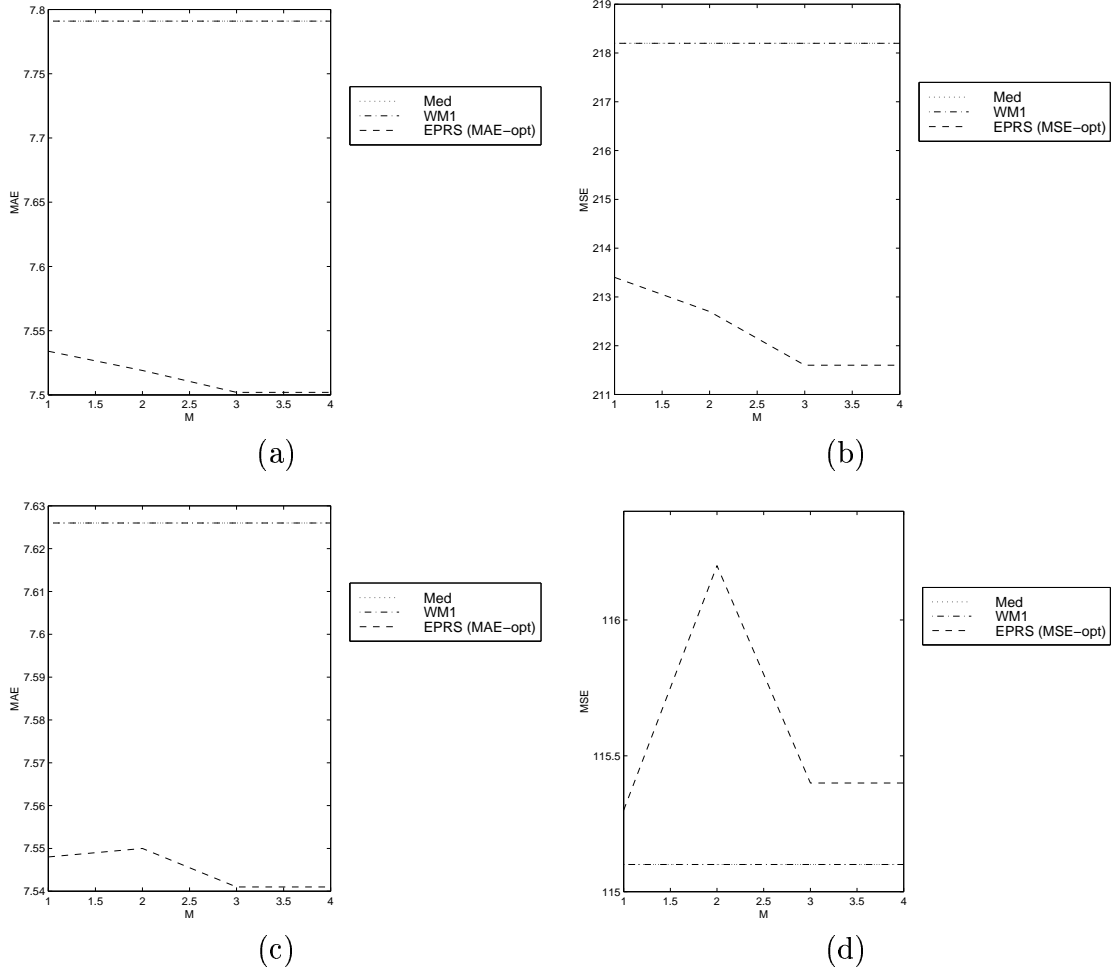 7.8
7.75
7.7
7.65
7.6
7.55
7.5
MAE
1 1.5 2 2.5 3 3.5 4
M
Med
WM1
EPRS (MAE−opt)
(a)
219
218
217
216
215
214
213
212
211
MSE
1 1.5 2 2.5 3 3.5 4
M
Med
WM1
EPRS (MSE−opt)
(b)
7.63
7.62
7.61
7.6
7.59
7.58
7.57
7.56
7.55
7.54
MAE
1 1.5 2 2.5 3 3.5 4
M
Med
WM1
EPRS (MAE−opt)
(c)
116
115.5
115
MSE
1 1.5 2 2.5 3 3.5 4
M
Med
WM1
EPRS (MSE−opt)
(d)